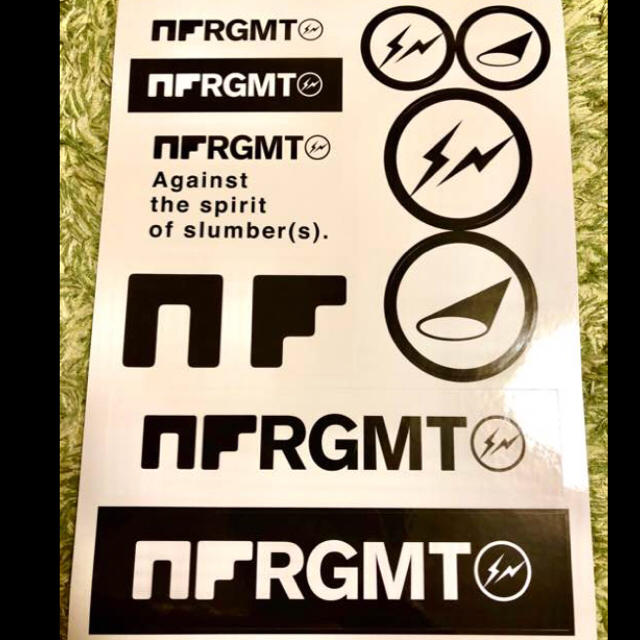 nFRGMT
nFRGMT
nFRGMT
Against
the spirit
of slumber(s).
nF
nFRGMT
nFRGMT